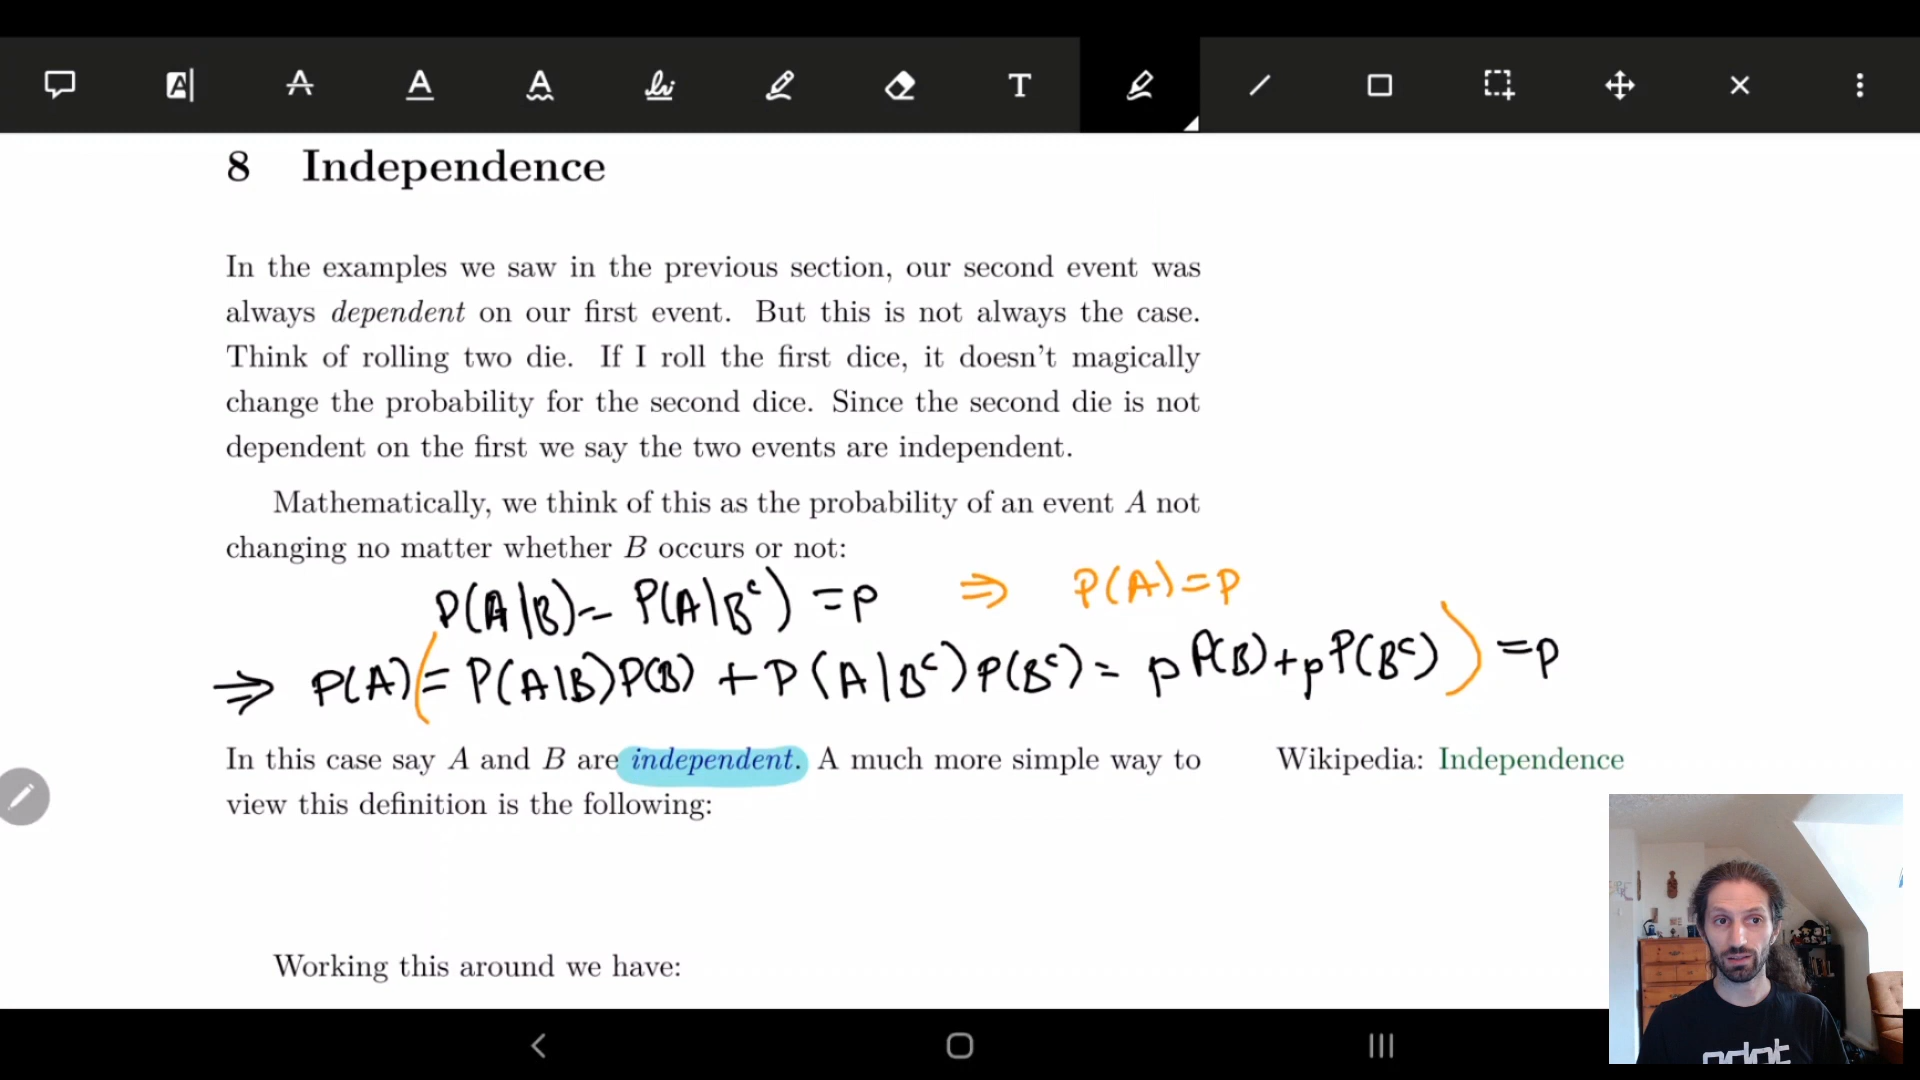 8 Independence
In the examples we saw in the previous section, our second event was
always dependent on our first event. But this is not always the case.
Think of rolling two die. If I roll the first dice, it doesn't magically
change the probability for the second dice. Since the second die is not
dependent on the first we say the two events are independent.
Mathematically, we think of this as the probability of an event A not
changing no matter whether B occurs or not:
P(A|B) = P(A|Bᶜ) = p ⇒ P(A) = p
⇒ P(A) (= P(A|B)P(B) + P(A|Bᶜ)P(Bᶜ) = pP(B) + pP(Bᶜ)) = p
In this case say A and B are independent. A much more simple way to
view this definition is the following:
Wikipedia: Independence
Working this around we have: